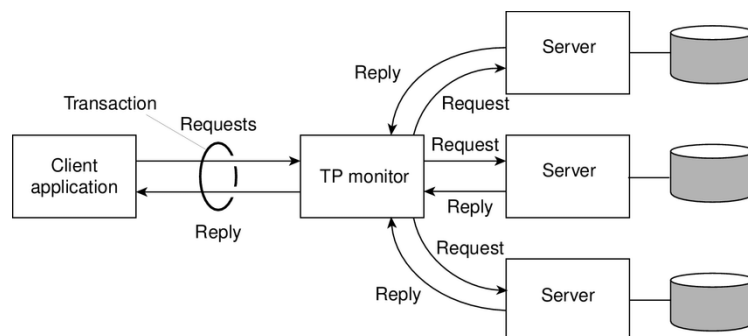 Server
Reply
Transaction
Requests
Request
Client
application
TP monitor
Request
Server
Reply
Reply
Request
Reply
Server